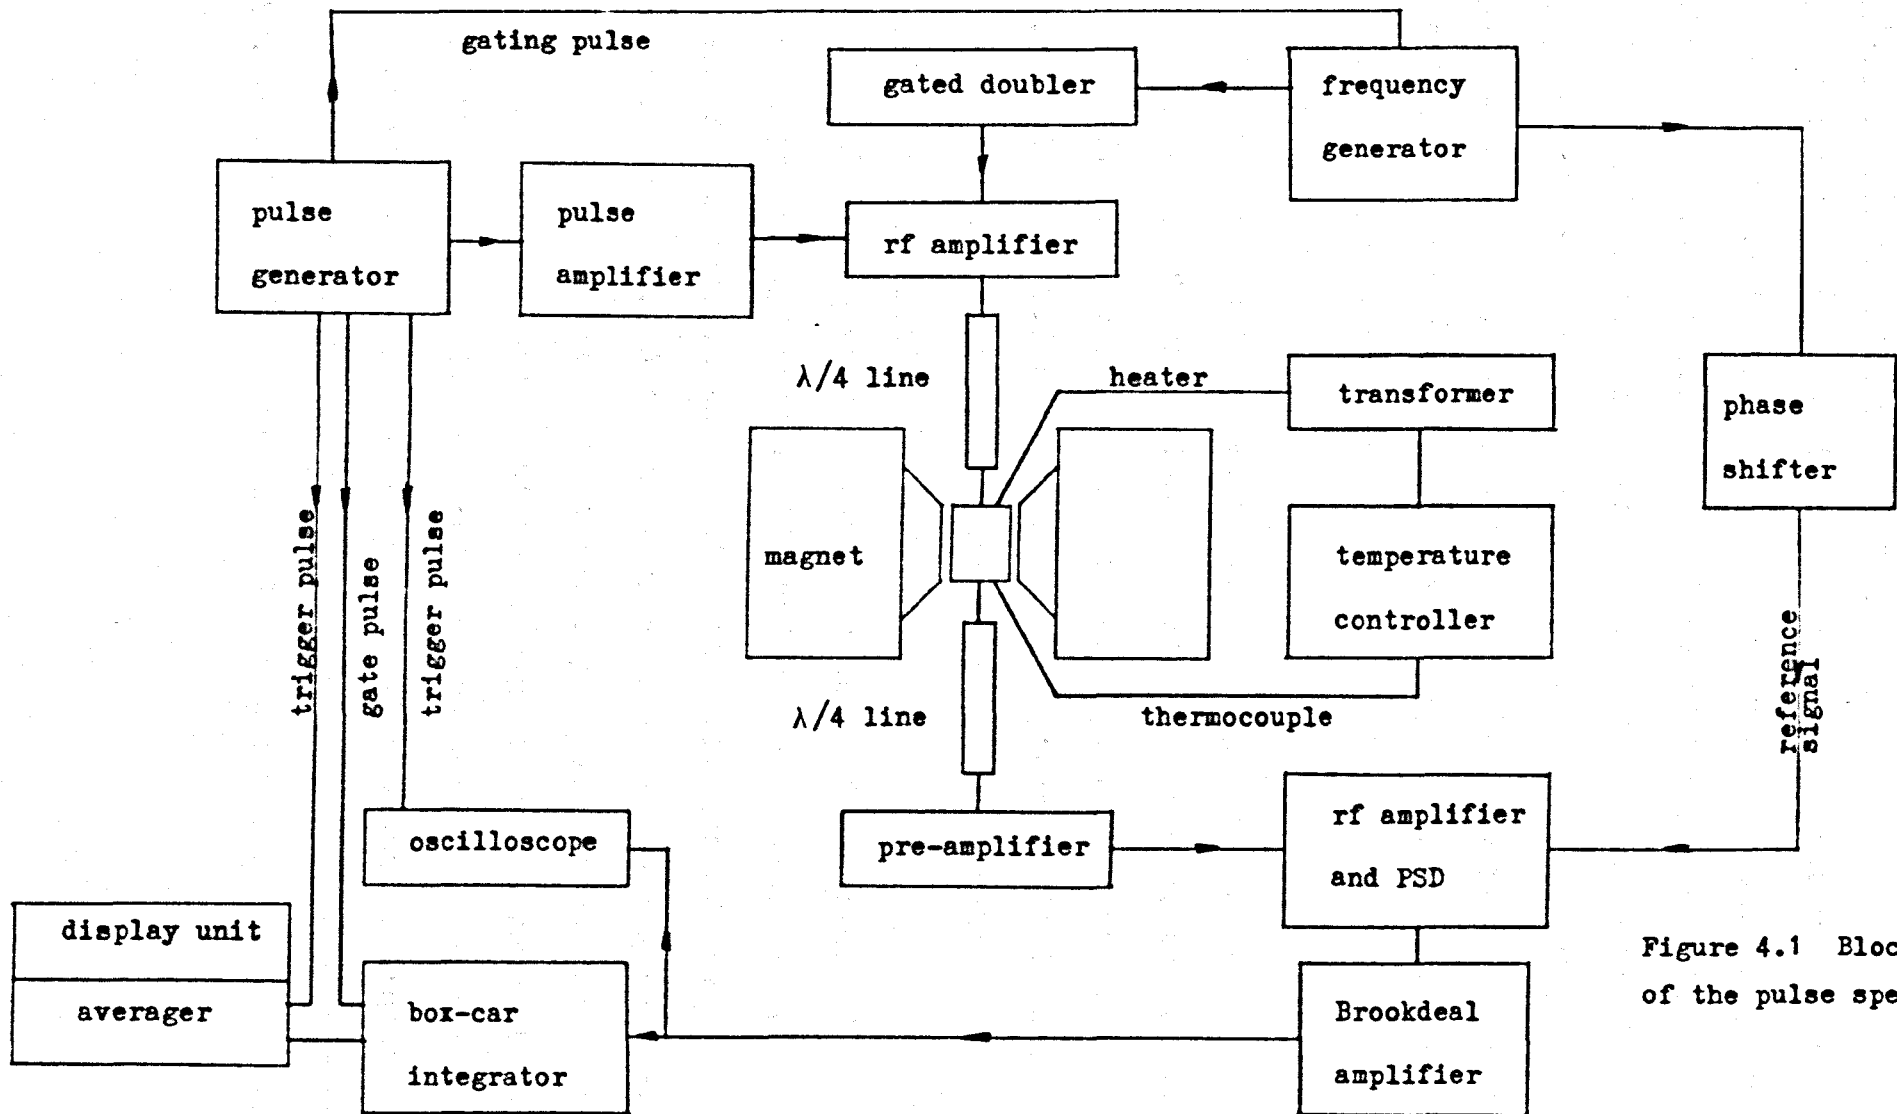 gating pulse
gated doubler
frequency
generator
pulse
generator
pulse
amplifier
rf amplifier
λ/4 line
heater
transformer
phase
shifter
magnet
temperature
controller
trigger pulse
gate pulse
trigger pulse
λ/4 line
thermocouple
reference
signal
oscilloscope
pre-amplifier
rf amplifier
and PSD
display unit
averager
box-car
integrator
Brookdeal
amplifier
Figure 4.1 Bloc
of the pulse spe